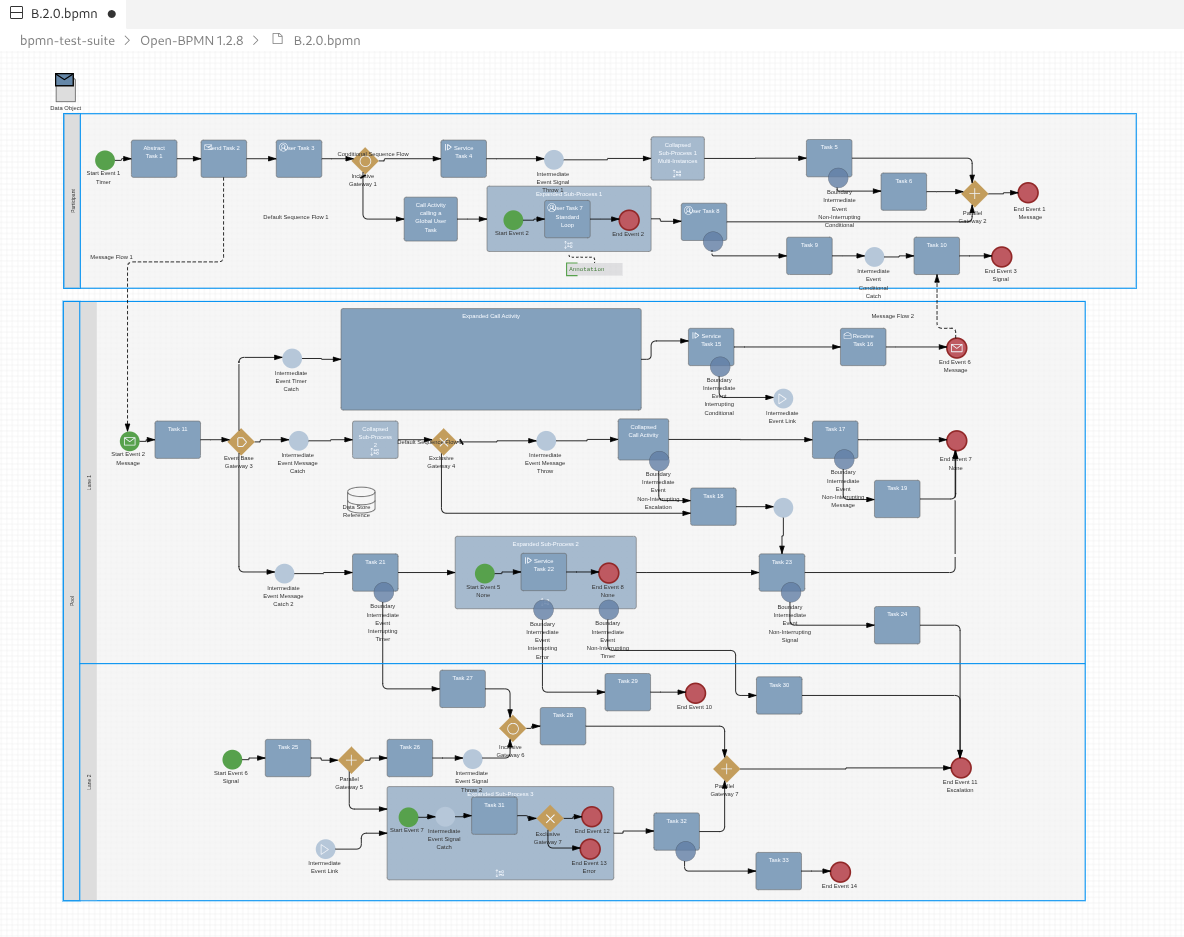 B.2.0.bpmn
bpmn-test-suite > Open-BPMN 1.2.8 > B.2.0.bpmn
Data Object
Participant
Start Event 1
Timer
Abstract
Task 1
Send Task 2
User Task 3
Conditional Sequence Flow
Inclusive
Gateway 1
Service
Task 4
Intermediate
Event Signal
Throw 1
Collapsed
Sub-Process 1
Multi-Instances
Task 5
Boundary
Intermediate
Event
Non-Interrupting
Conditional
Task 6
Parallel
Gateway 2
End Event 1
Message
Default Sequence Flow 1
Call Activity
calling a
Global User
Task
Expanded Sub-Process 1
Start Event 2
User Task 7
Standard
Loop
End Event 2
Annotation
User Task 8
Task 9
Intermediate
Event
Conditional
Catch
Task 10
End Event 3
Signal
Message Flow 1
Message Flow 2
Pool
Lane 1
Expanded Call Activity
Intermediate
Event Timer
Catch
Service
Task 15
Boundary
Intermediate
Event
Interrupting
Conditional
Receive
Task 16
End Event 6
Message
Intermediate
Event Link
Start Event 2
Message
Task 11
Event Base
Gateway 3
Intermediate
Event Message
Catch
Collapsed
Sub-Process
2
Default Sequence Flow 2
Exclusive
Gateway 4
Intermediate
Event Message
Throw
Collapsed
Call Activity
Boundary
Intermediate
Event
Non-Interrupting
Escalation
Task 17
Boundary
Intermediate
Event
Non-Interrupting
Message
End Event 7
None
Task 18
Task 19
Data Store
Reference
Intermediate
Event Message
Catch 2
Task 21
Boundary
Intermediate
Event
Interrupting
Timer
Expanded Sub-Process 2
Start Event 5
None
Service
Task 22
End Event 8
None
Boundary
Intermediate
Event
Interrupting
Error
Boundary
Intermediate
Event
Non-Interrupting
Timer
Task 23
Boundary
Intermediate
Event
Non-Interrupting
Signal
Task 24
Lane 2
Task 27
Task 29
End Event 10
Task 30
Inclusive
Gateway 6
Task 28
Start Event 6
Signal
Task 25
Parallel
Gateway 5
Task 26
Intermediate
Event Signal
Throw 2
Parallel
Gateway 7
End Event 11
Escalation
Expanded Sub-Process 3
Start Event 7
Intermediate
Event Signal
Catch
Task 31
Exclusive
Gateway 7
End Event 12
End Event 13
Error
Intermediate
Event Link
Task 32
Task 33
End Event 14